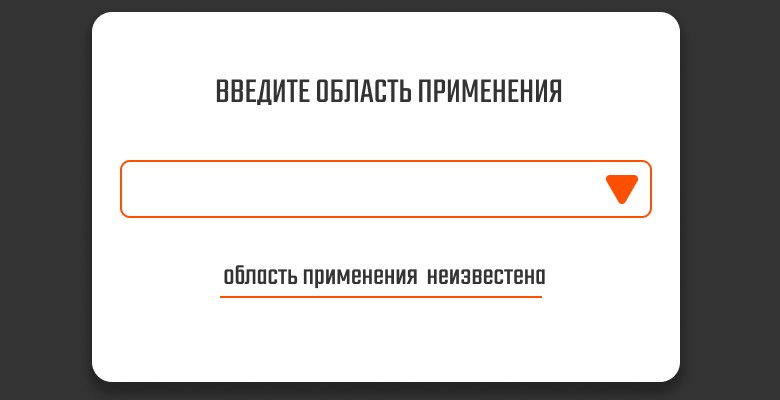 ВВЕДИТЕ ОБЛАСТЬ ПРИМЕНЕНИЯ
область применения неизвестена